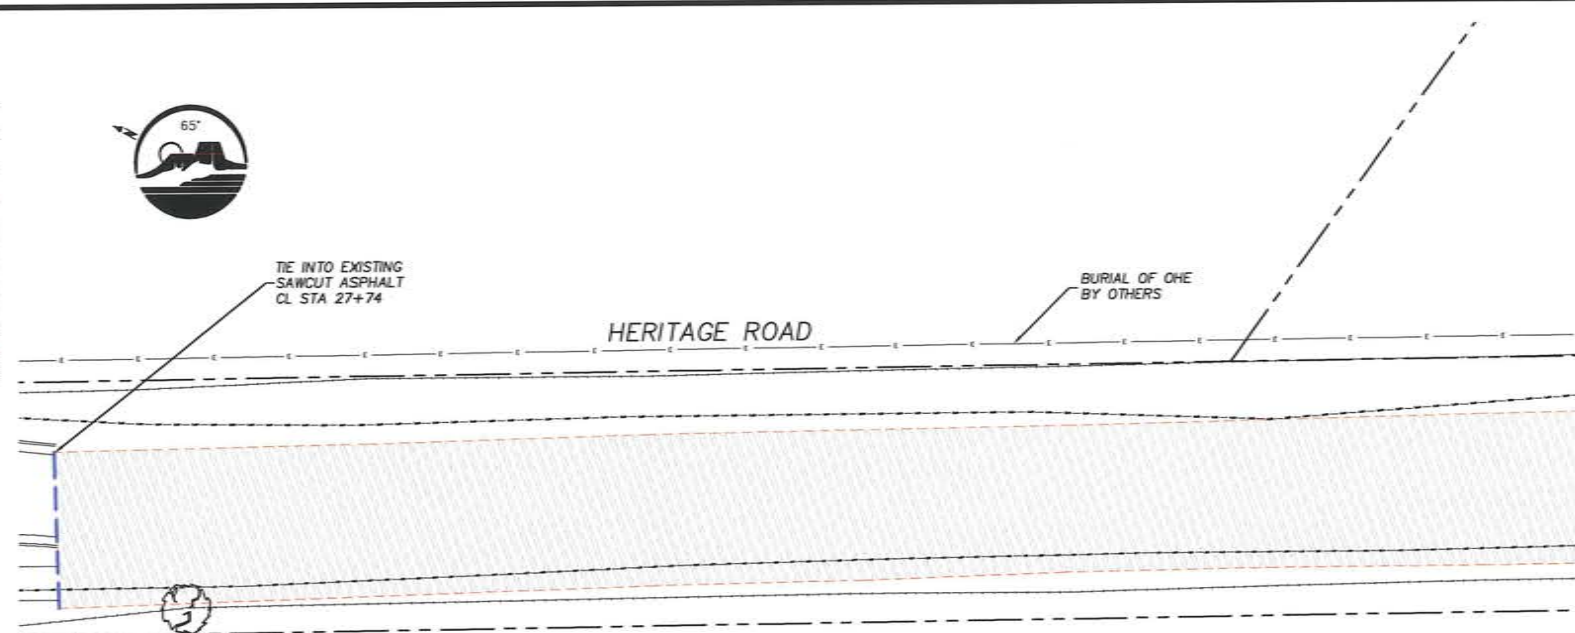 65°
TIE INTO EXISTING
SAWCUT ASPHALT
CL STA 27+74
BURIAL OF OHE
BY OTHERS
HERITAGE ROAD